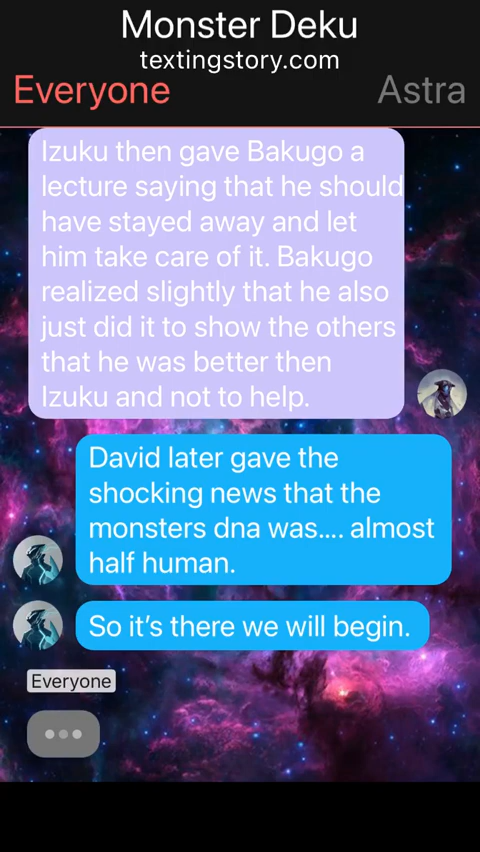 Monster Deku
textingstory.com
Everyone Astra
Izuku then gave Bakugo a
lecture saying that he should
have stayed away and let
him take care of it. Bakugo
realized slightly that he also
just did it to show the others
that he was better then
Izuku and not to help.
David later gave the
shocking news that the
monsters dna was.... almost
half human.
So it’s there we will begin.
Everyone